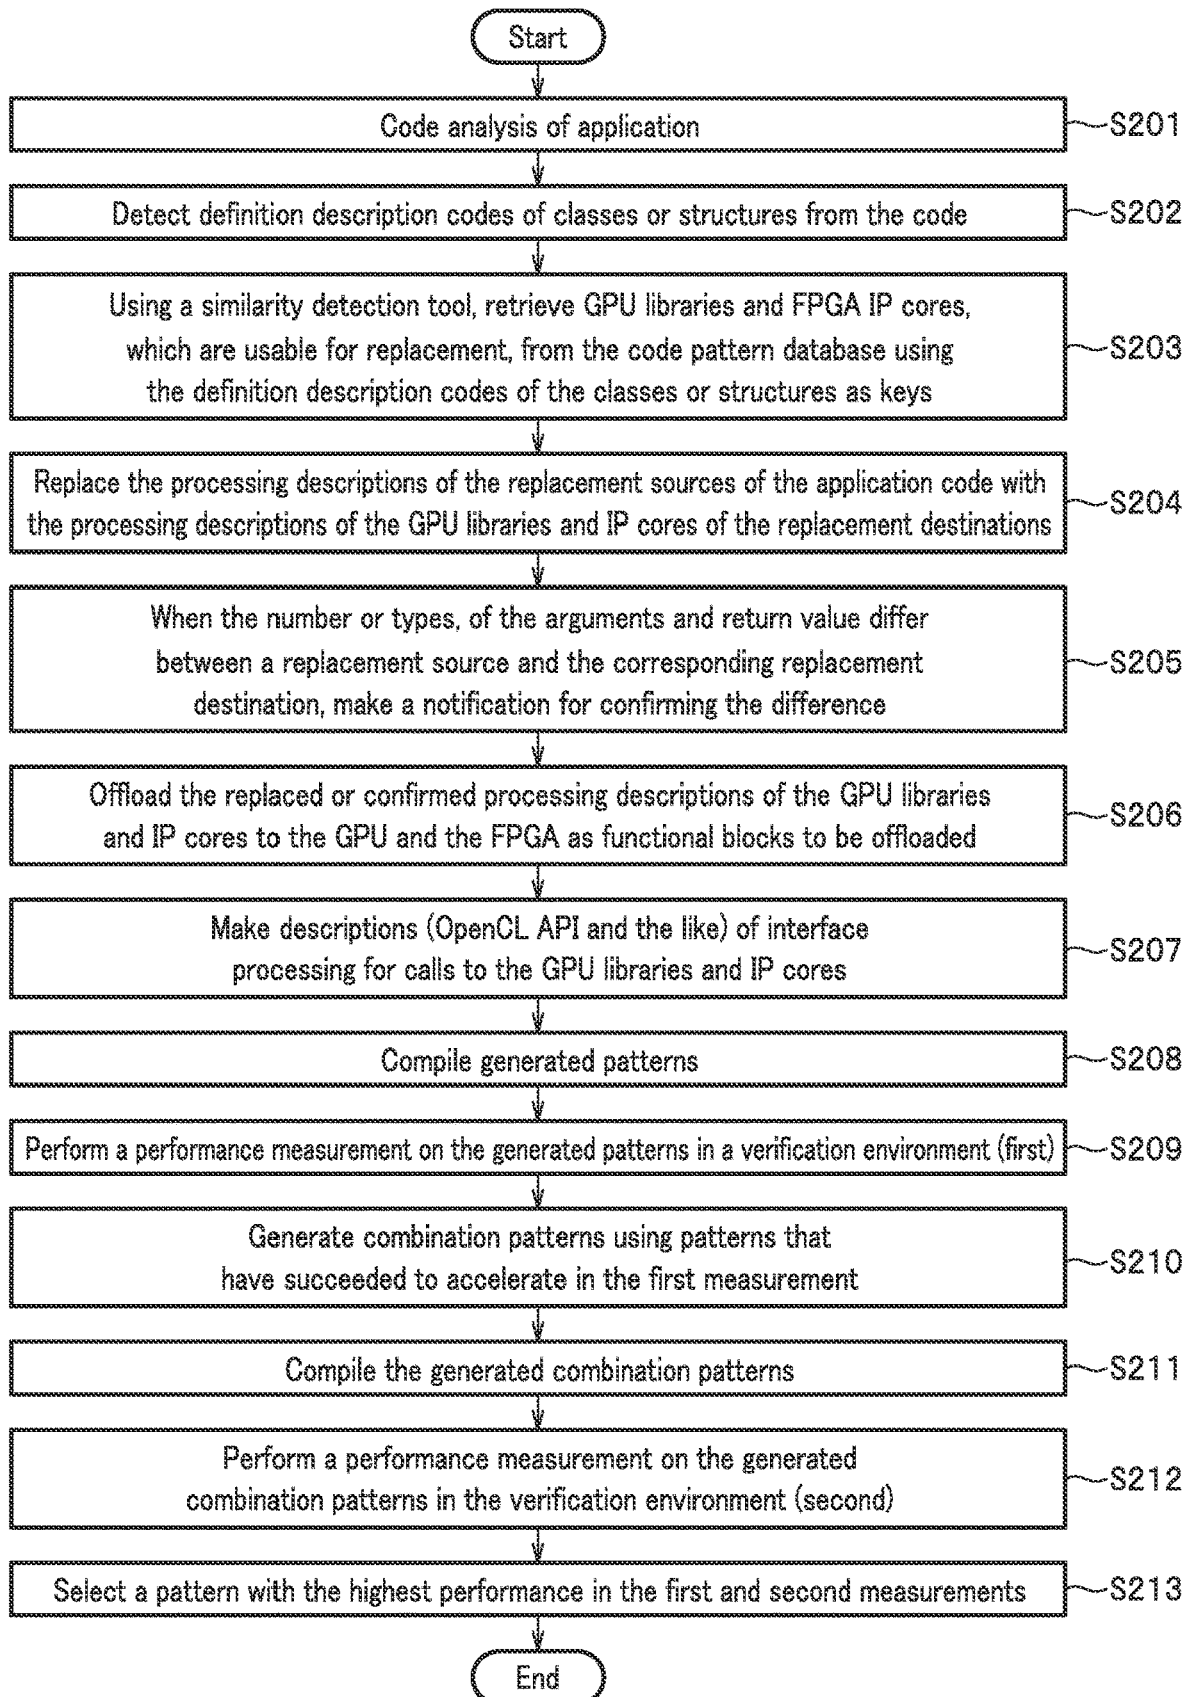 Start
Code analysis of application
S201
Detect definition description codes of classes or structures from the code
S202
Using a similarity detection tool, retrieve GPU libraries and FPGA IP cores,
which are usable for replacement, from the code pattern database using
the definition description codes of the classes or structures as keys
S203
Replace the processing descriptions of the replacement sources of the application code with
the processing descriptions of the GPU libraries and IP cores of the replacement destinations
S204
When the number or types, of the arguments and return value differ
between a replacement source and the corresponding replacement
destination, make a notification for confirming the difference
S205
Offload the replaced or confirmed processing descriptions of the GPU libraries
and IP cores to the GPU and the FPGA as functional blocks to be offloaded
S206
Make descriptions (OpenCL API and the like) of interface
processing for calls to the GPU libraries and IP cores
S207
Compile generated patterns
S208
Perform a performance measurement on the generated patterns in a verification environment (first)
S209
Generate combination patterns using patterns that
have succeeded to accelerate in the first measurement
S210
Compile the generated combination patterns
S211
Perform a performance measurement on the generated
combination patterns in the verification environment (second)
S212
Select a pattern with the highest performance in the first and second measurements
S213
End